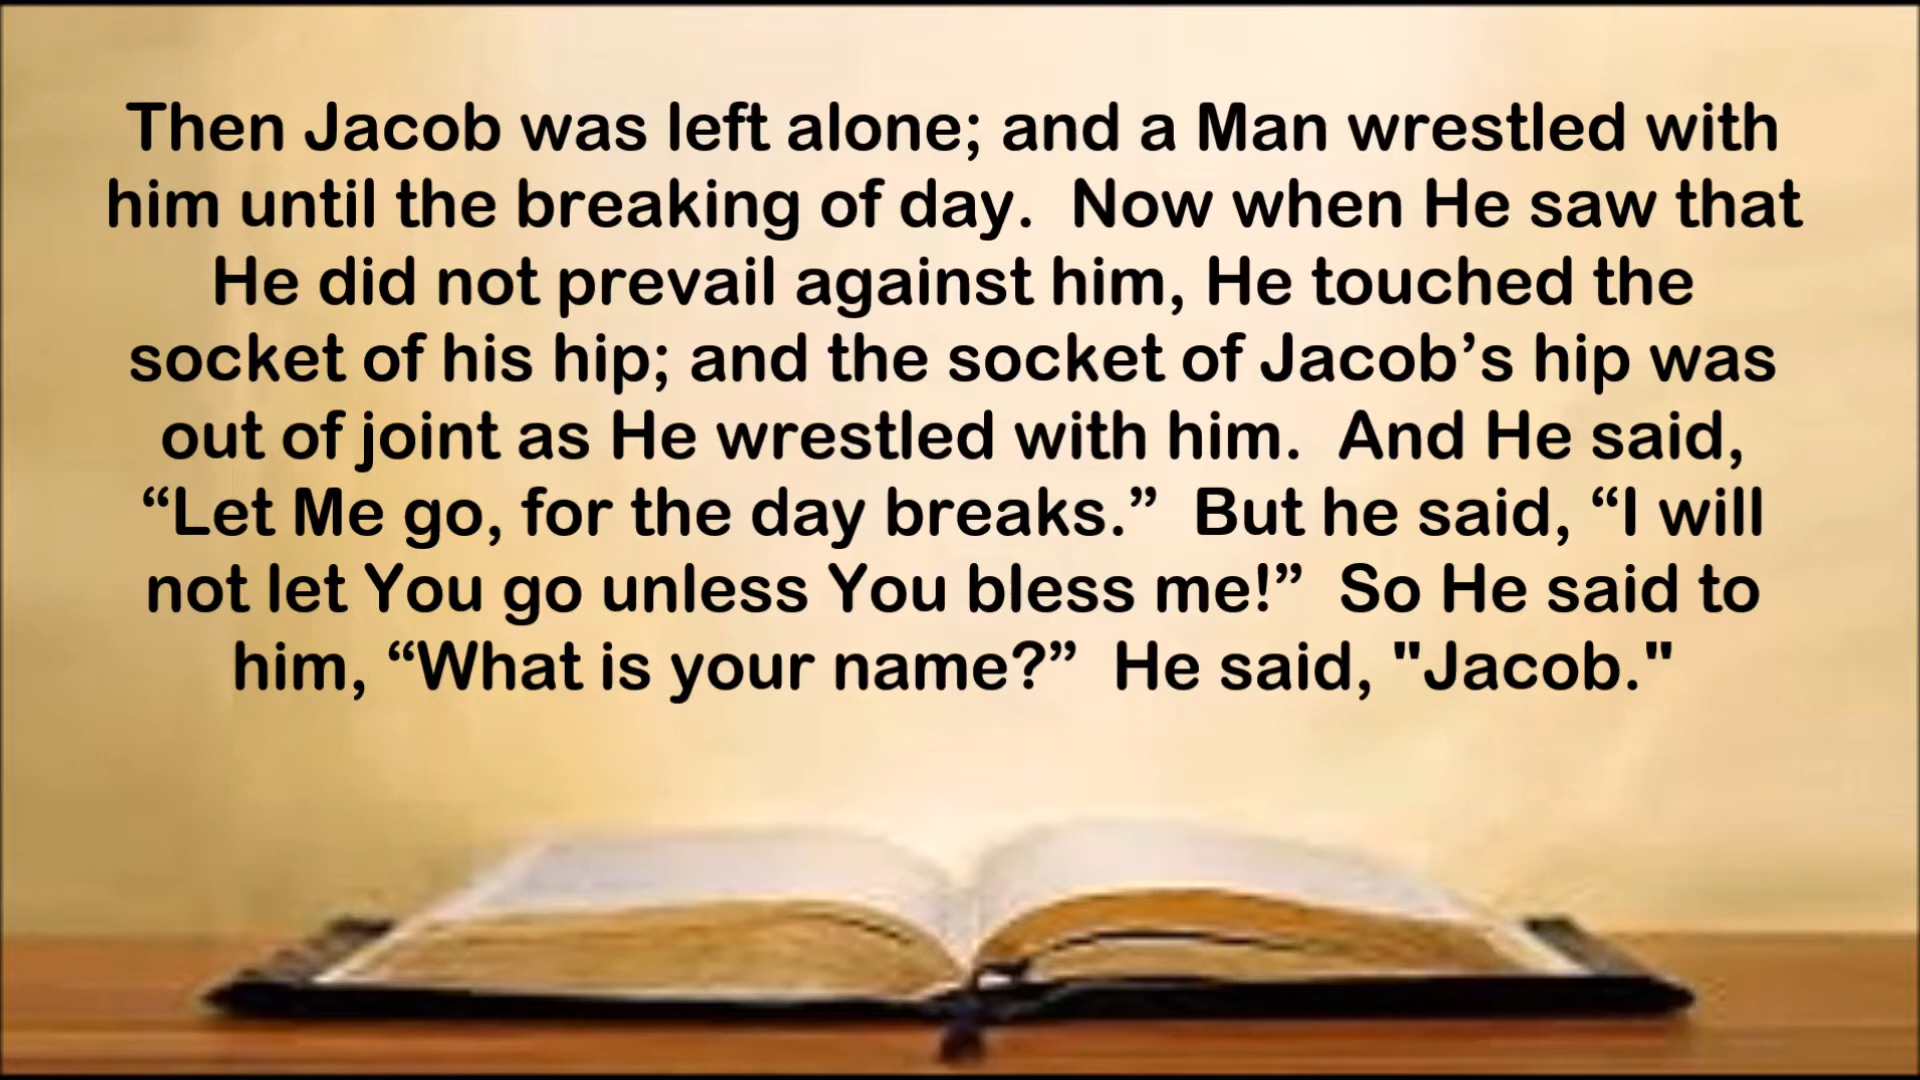 Then Jacob was left alone; and a Man wrestled with
him until the breaking of day.  Now when He saw that
He did not prevail against him, He touched the
socket of his hip; and the socket of Jacob’s hip was
out of joint as He wrestled with him.  And He said,
“Let Me go, for the day breaks.”  But he said, “I will
not let You go unless You bless me!”  So He said to
him, “What is your name?”  He said, "Jacob."